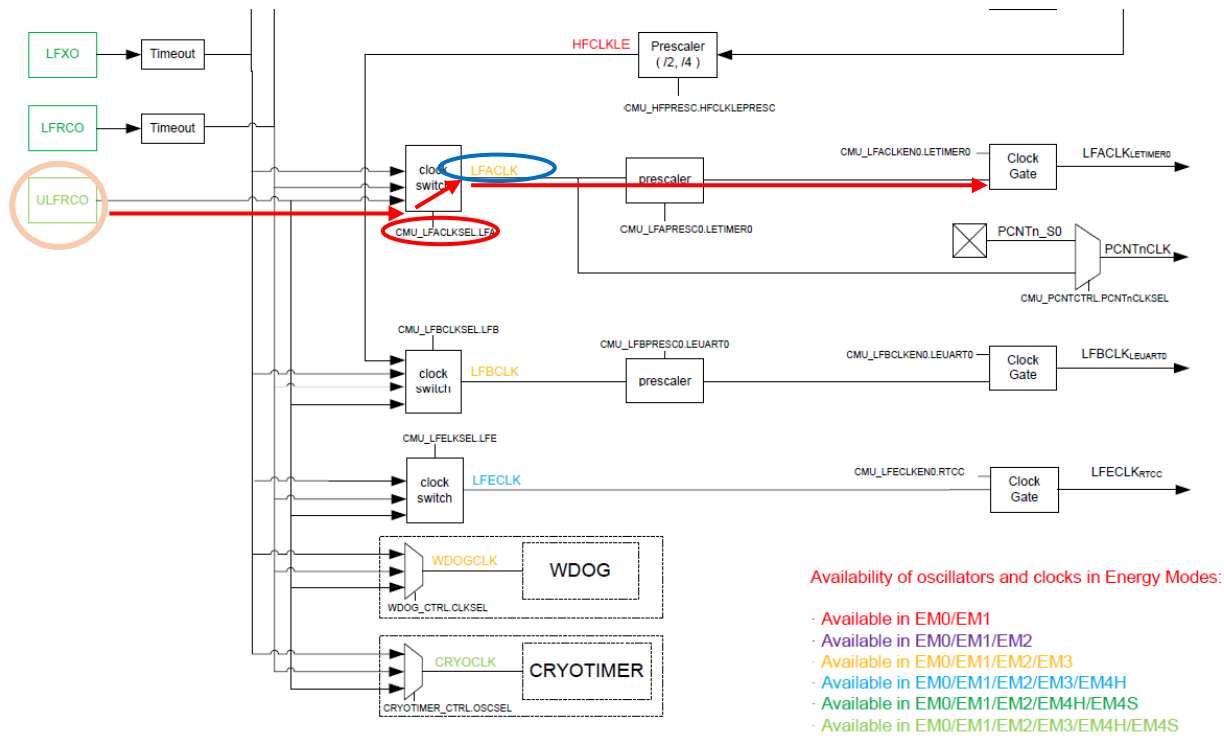 LFXO
Timeout
HFCLKLE
Prescaler
( /2, /4 )
CMU_HFPRESC.HFCLKLEPRESC
LFRCO
Timeout
ULFRCO
clock
switch
LFACLK
CMU_LFACLKSEL.LFA
prescaler
CMU_LFAPRESC0.LETIMER0
CMU_LFACLKEN0.LETIMER0
Clock
Gate
LFACLKLETIMER0
PCNTn_S0
PCNTnCLK
CMU_PCNTCTRL.PCNTnCLKSEL
CMU_LFBCLKSEL.LFB
clock
switch
LFBCLK
CMU_LFBPRESC0.LEUART0
prescaler
CMU_LFBCLKEN0.LEUART0
Clock
Gate
LFBCLKLEUART0
CMU_LFELKSEL.LFE
clock
switch
LFECLK
CMU_LFECLKEN0.RTCC
Clock
Gate
LFECLKRTCC
WDOGCLK
WDOG
WDOG_CTRL.CLKSEL
CRYOCLK
CRYOTIMER
CRYOTIMER_CTRL.OSCSEL
Availability of oscillators and clocks in Energy Modes:
· Available in EM0/EM1
· Available in EM0/EM1/EM2
· Available in EM0/EM1/EM2/EM3
· Available in EM0/EM1/EM2/EM3/EM4H
· Available in EM0/EM1/EM2/EM4H/EM4S
· Available in EM0/EM1/EM2/EM3/EM4H/EM4S